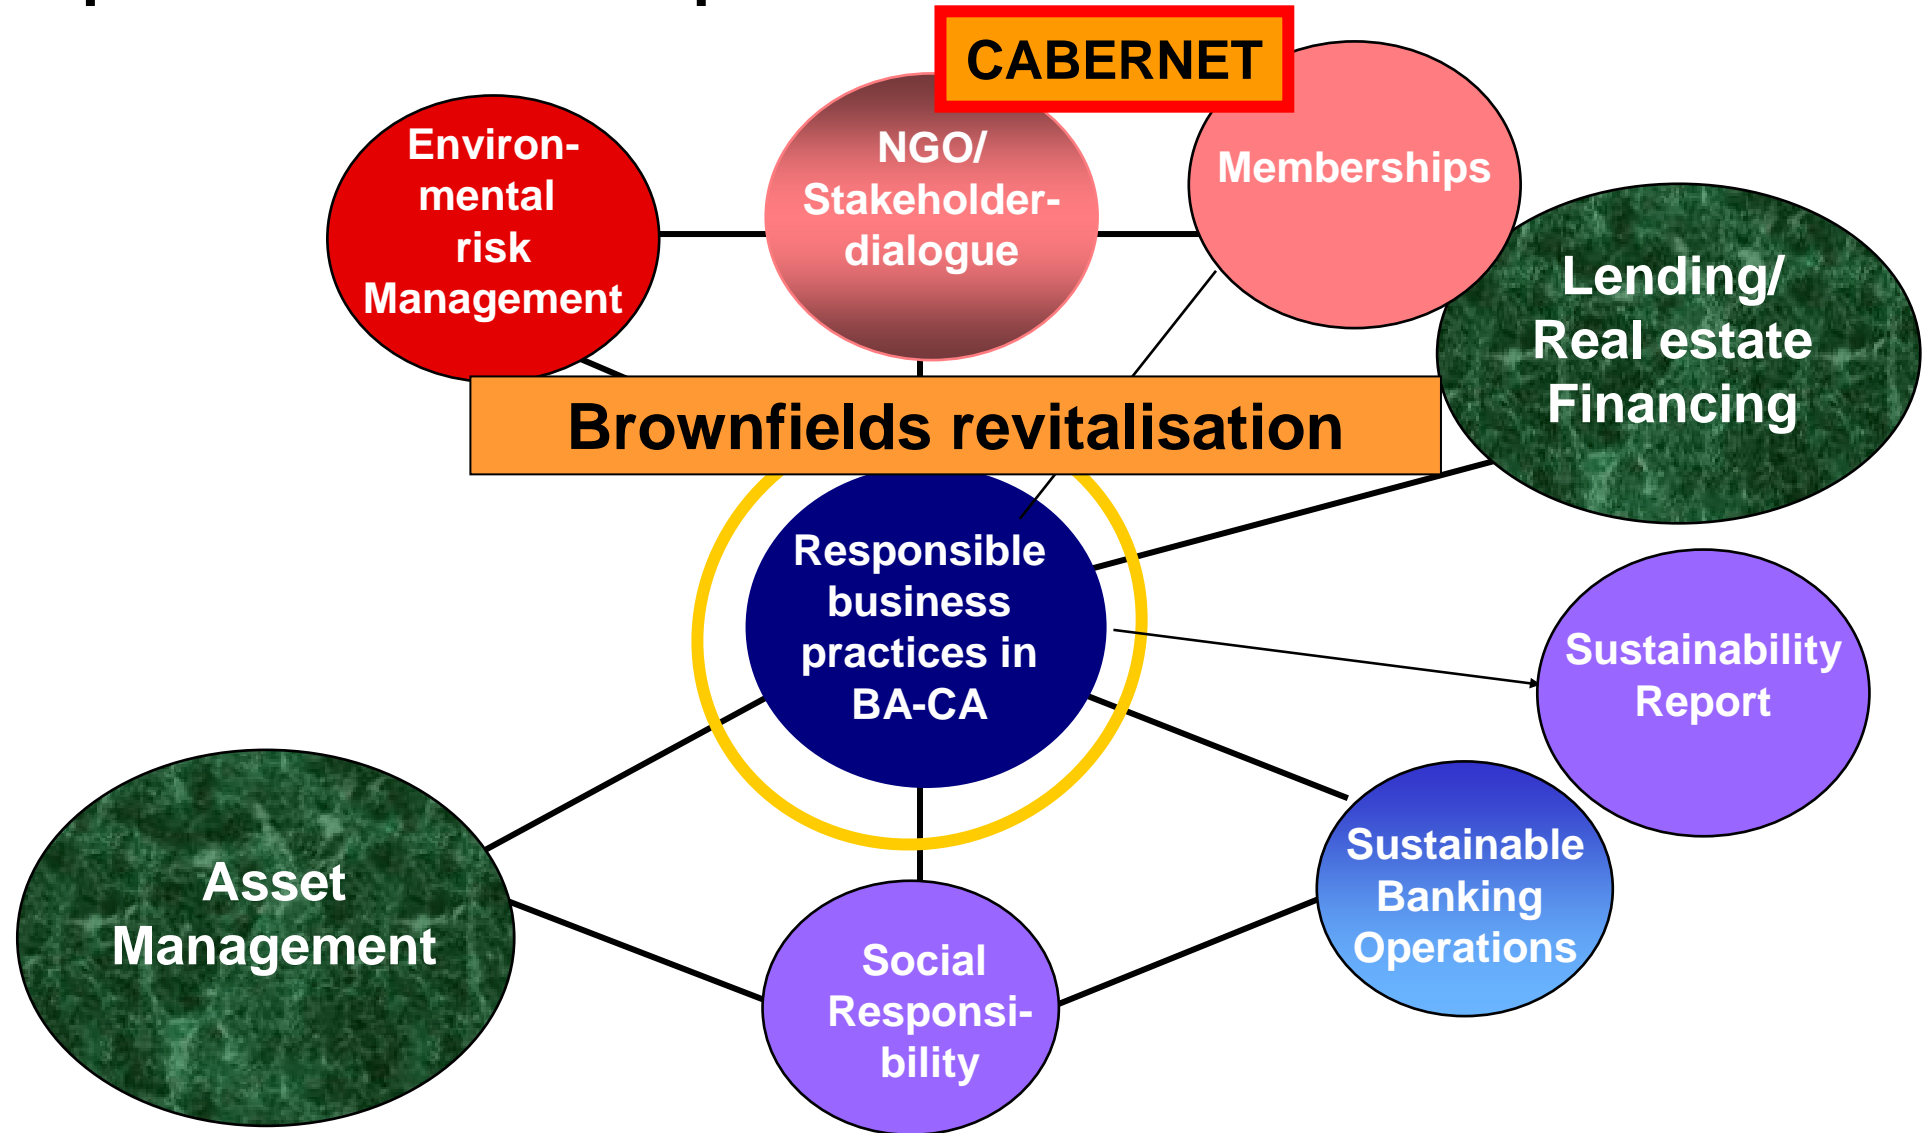 CABERNET
Environ-
mental
risk
Management
NGO/
Stakeholder-
dialogue
Memberships
Lending/
Real estate
Financing
Brownfields revitalisation
Responsible
business
practices in
BA-CA
Sustainability
Report
Sustainable
Banking
Operations
Asset
Management
Social
Responsi-
bility